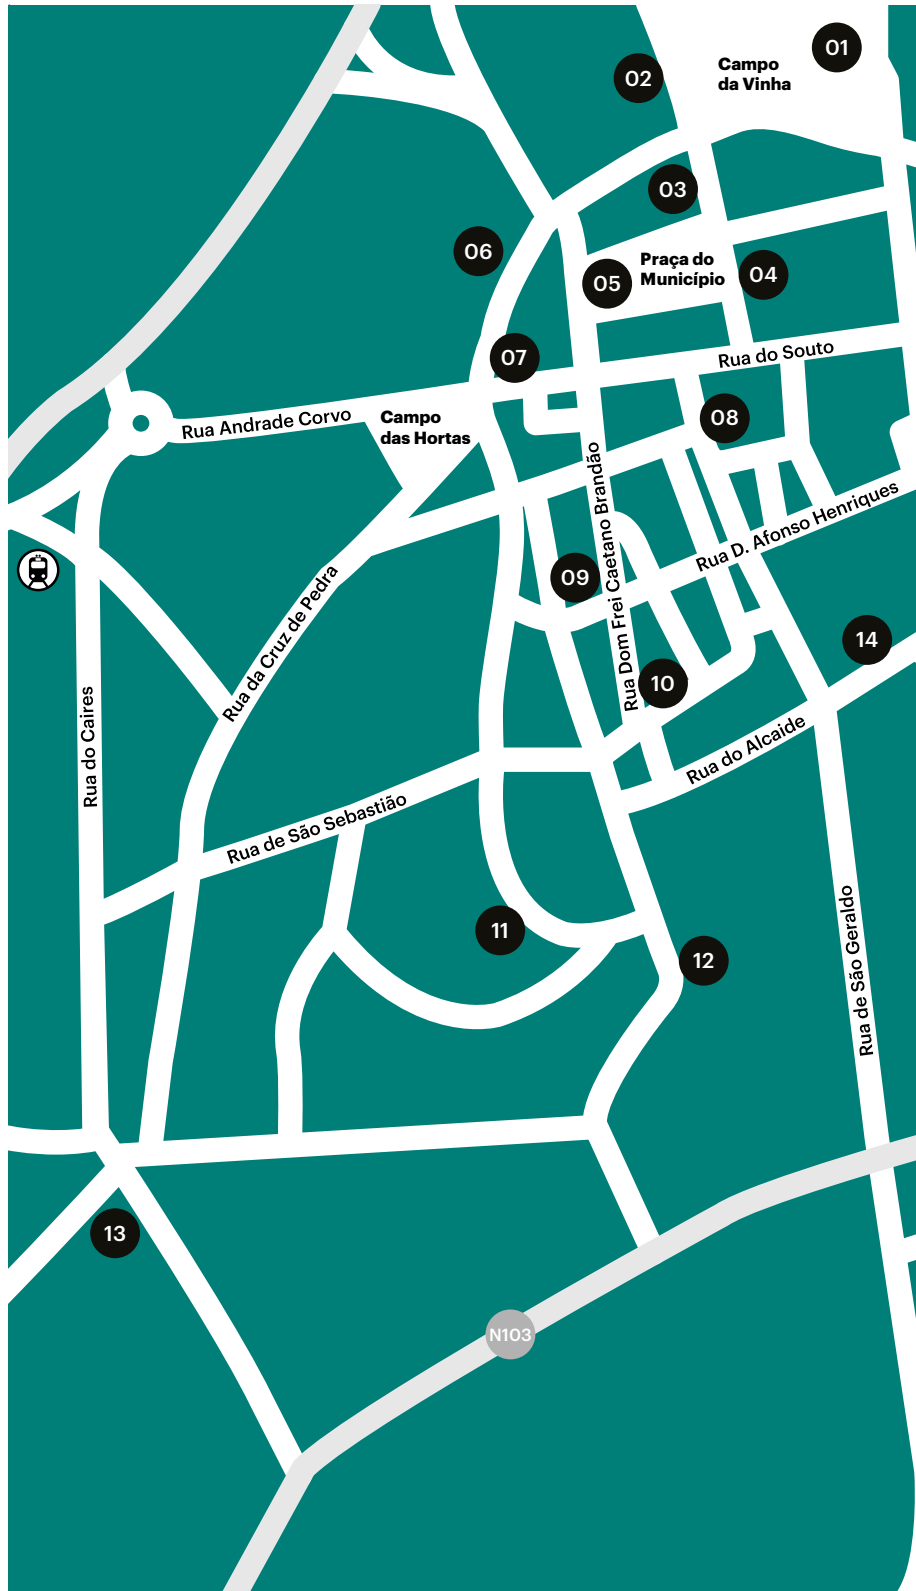 01
02
Campo
da Vinha
03
06
Praça do
Município
04
05
07
Rua do Souto
Rua Andrade Corvo
Campo
das Hortas
08
Rua D. Afonso Henriques
Rua Dom Frei Caetano Brandão
09
Rua da Cruz de Pedra
14
10
Rua do Caires
Rua do Alcaide
Rua de São Sebastião
11
12
Rua de São Geraldo
13
N103